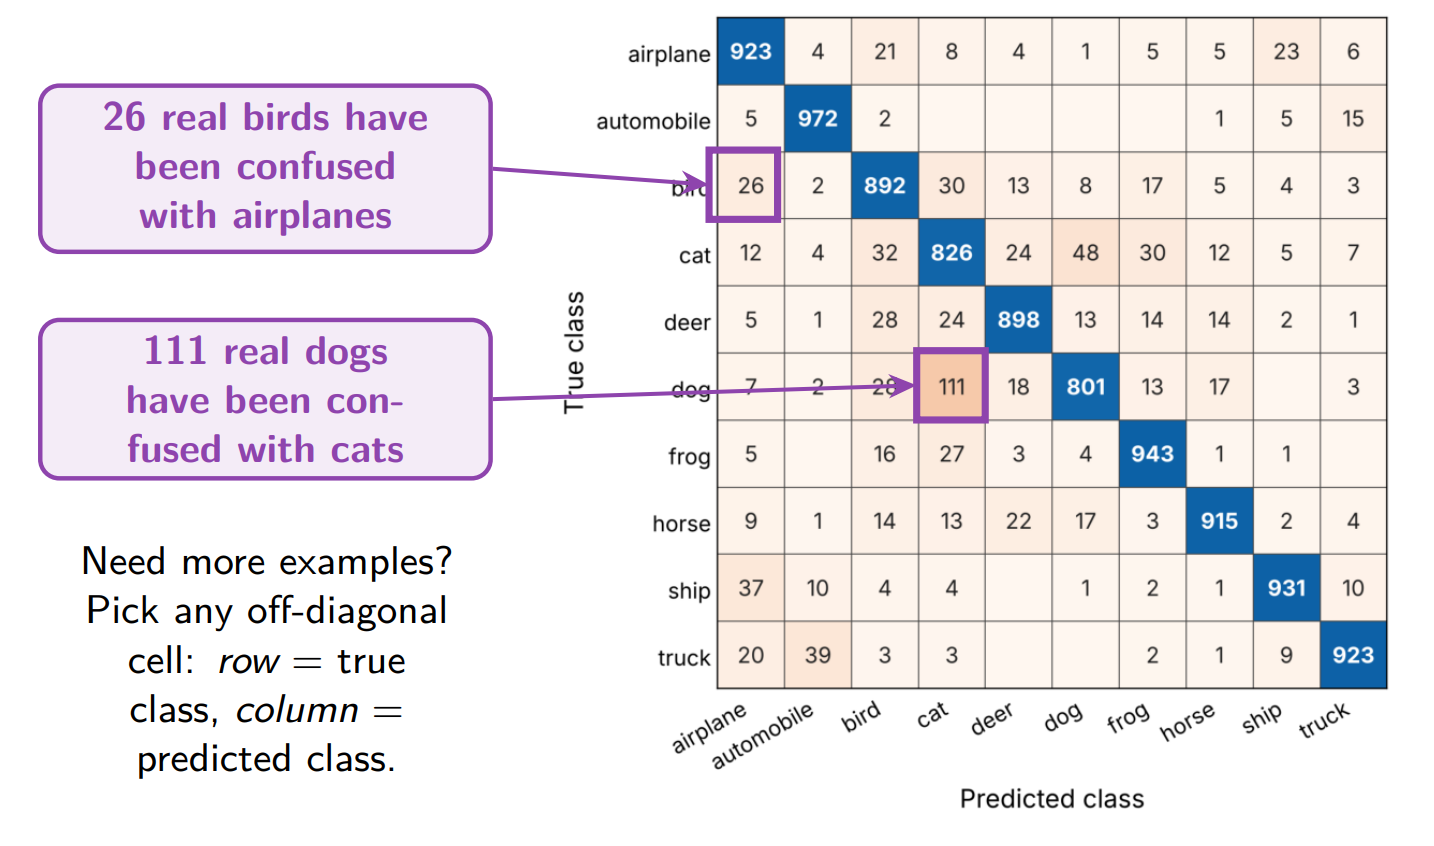 26 real birds have
been confused
with airplanes
111 real dogs
have been con-
fused with cats
Need more examples?
Pick any off-diagonal
cell: row = true
class, column =
predicted class.
True class
airplane 923 4 21 8 4 1 5 5 23 6
automobile 5 972 2 1 5 15
bird 26 2 892 30 13 8 17 5 4 3
cat 12 4 32 826 24 48 30 12 5 7
deer 5 1 28 24 898 13 14 14 2 1
dog 7 2 28 111 18 801 13 17 3
frog 5 16 27 3 4 943 1 1
horse 9 1 14 13 22 17 3 915 2 4
ship 37 10 4 4 1 2 1 931 10
truck 20 39 3 3 2 1 9 923
airplane automobile bird cat deer dog frog horse ship truck
Predicted class